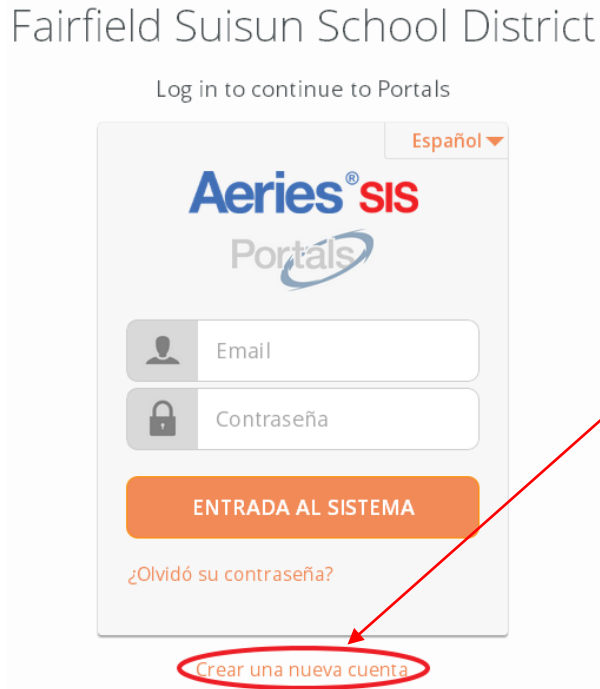 Fairfield Suisun School District
Log in to continue to Portals
Español
Aeries® SIS
Portals
Email
Contraseña
ENTRADA AL SISTEMA
¿Olvidó su contraseña?
Crear una nueva cuenta